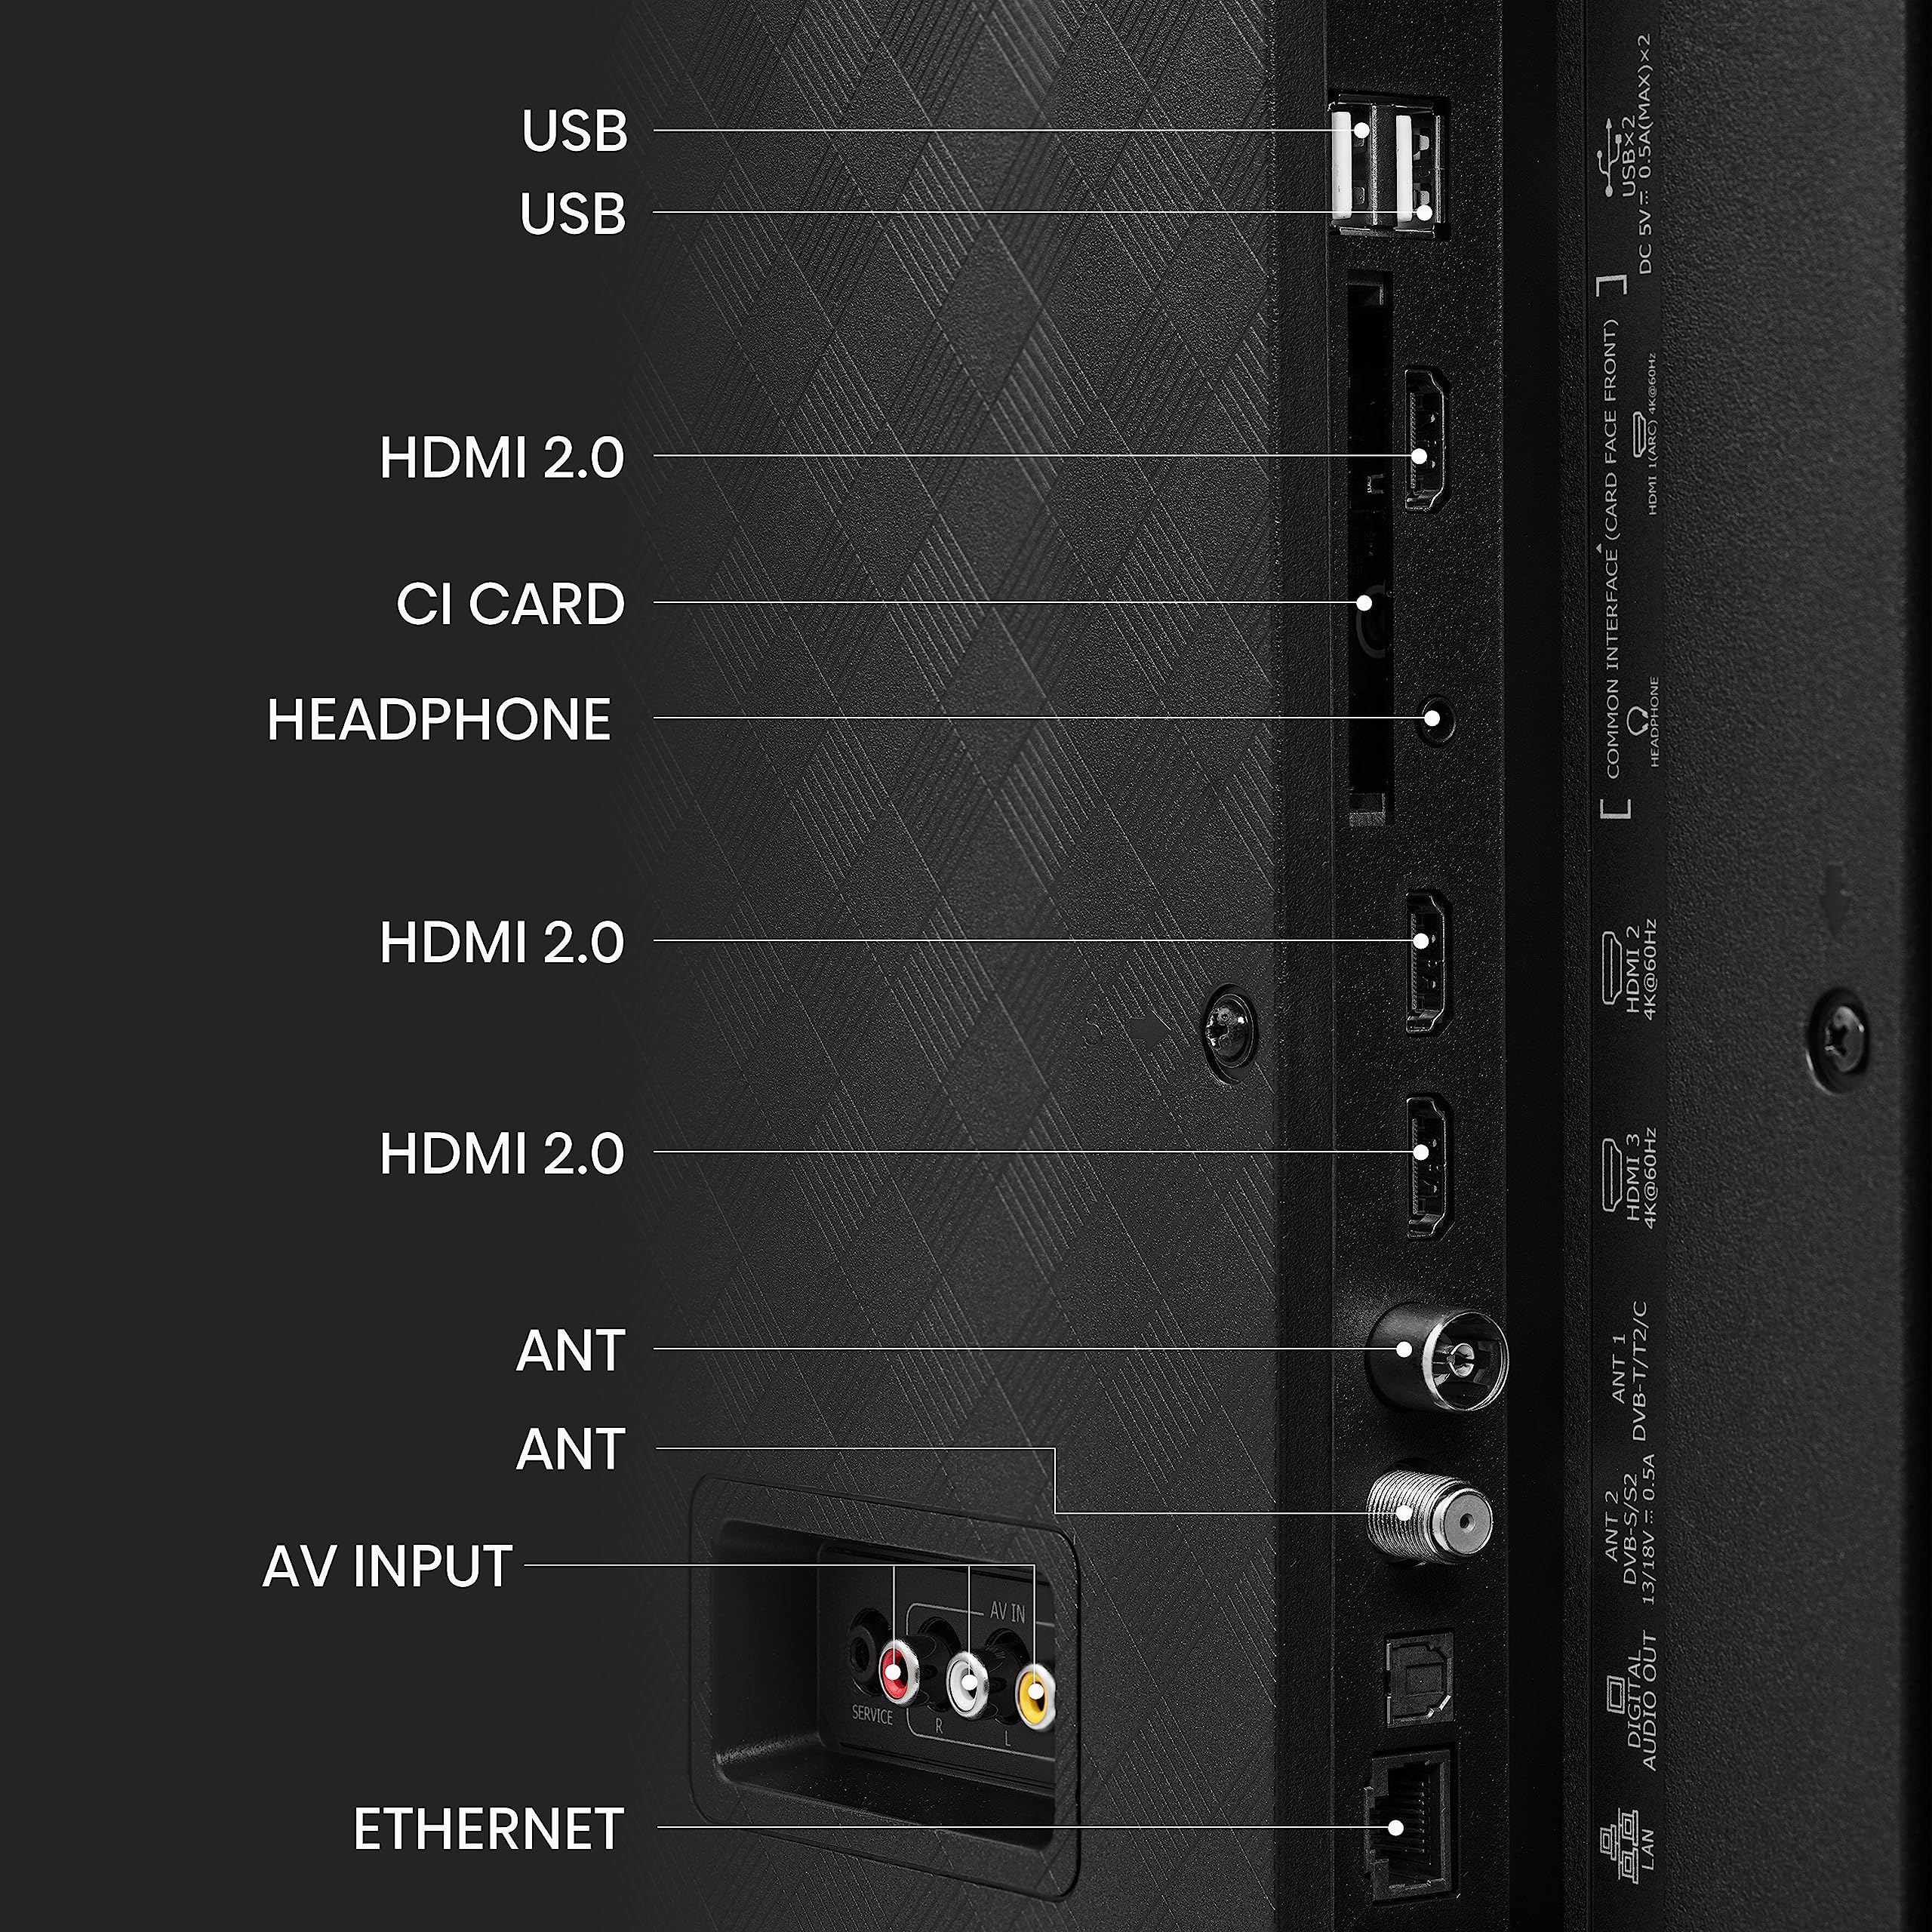 USB
USB
HDMI 2.0
CI CARD
HEADPHONE
HDMI 2.0
HDMI 2.0
ANT
ANT
AV INPUT
ETHERNET
AV IN
SERVICE
R
L
USB×2
DC 5V ⎓ 0.5A(MAX)×2
COMMON INTERFACE (CARD FACE FRONT)
HDMI 1(ARC) 4K@60Hz
HEADPHONE
HDMI 2
4K@60Hz
HDMI 3
4K@60Hz
ANT 1
DVB-T/T2/C
ANT 2
DVB-S/S2
13/18V ⎓ 0.5A
DIGITAL
AUDIO OUT
LAN